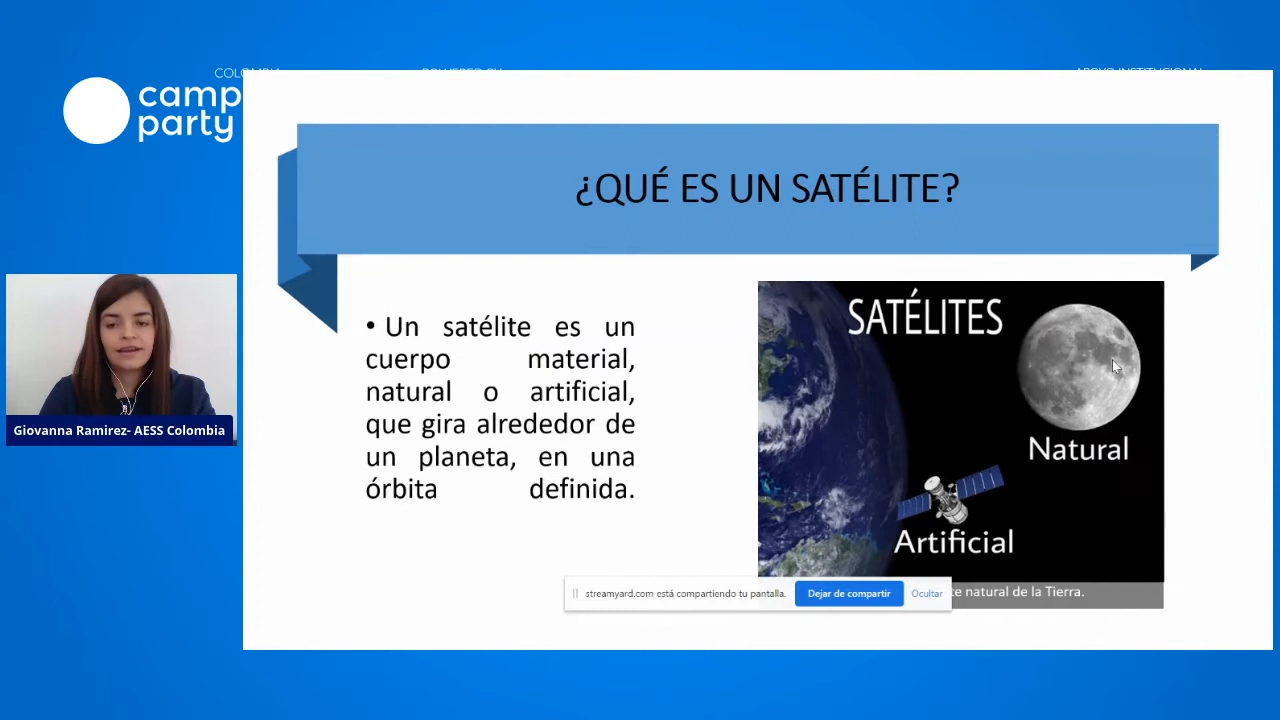 COLOMBIA
camp
party
¿QUÉ ES UN SATÉLITE?
• Un satélite es un
cuerpo material,
natural o artificial,
que gira alrededor de
un planeta, en una
órbita definida.
SATÉLITES
Natural
Artificial
natural de la Tierra.
streamyard.com está compartiendo tu pantalla.
Dejar de compartir
Ocultar
Giovanna Ramirez- AESS Colombia